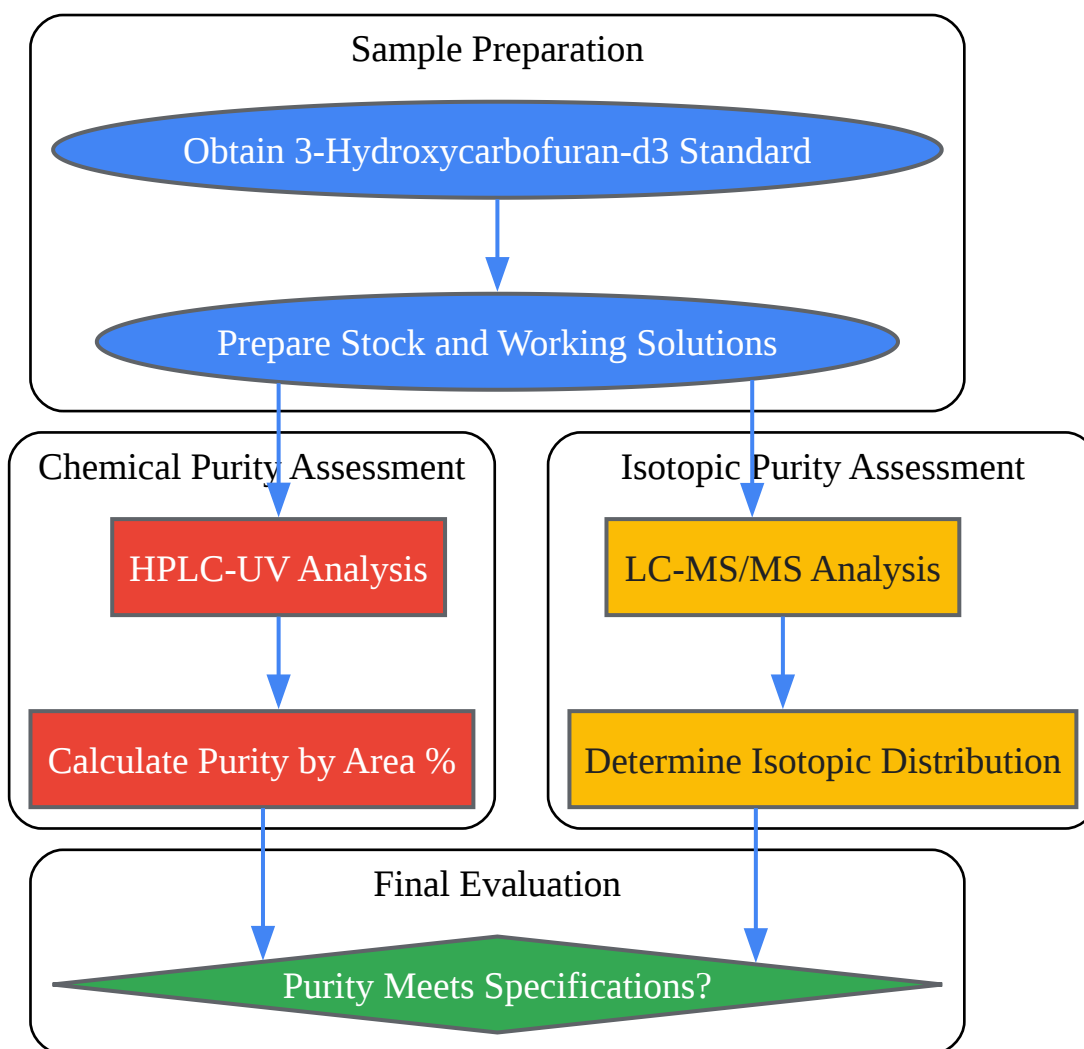 Sample Preparation
Obtain 3-Hydroxycarbofuran-d3 Standard
Prepare Stock and Working Solutions
Chemical Purity Assessment
HPLC-UV Analysis
Calculate Purity by Area %
Isotopic Purity Assessment
LC-MS/MS Analysis
Determine Isotopic Distribution
Final Evaluation
Purity Meets Specifications?